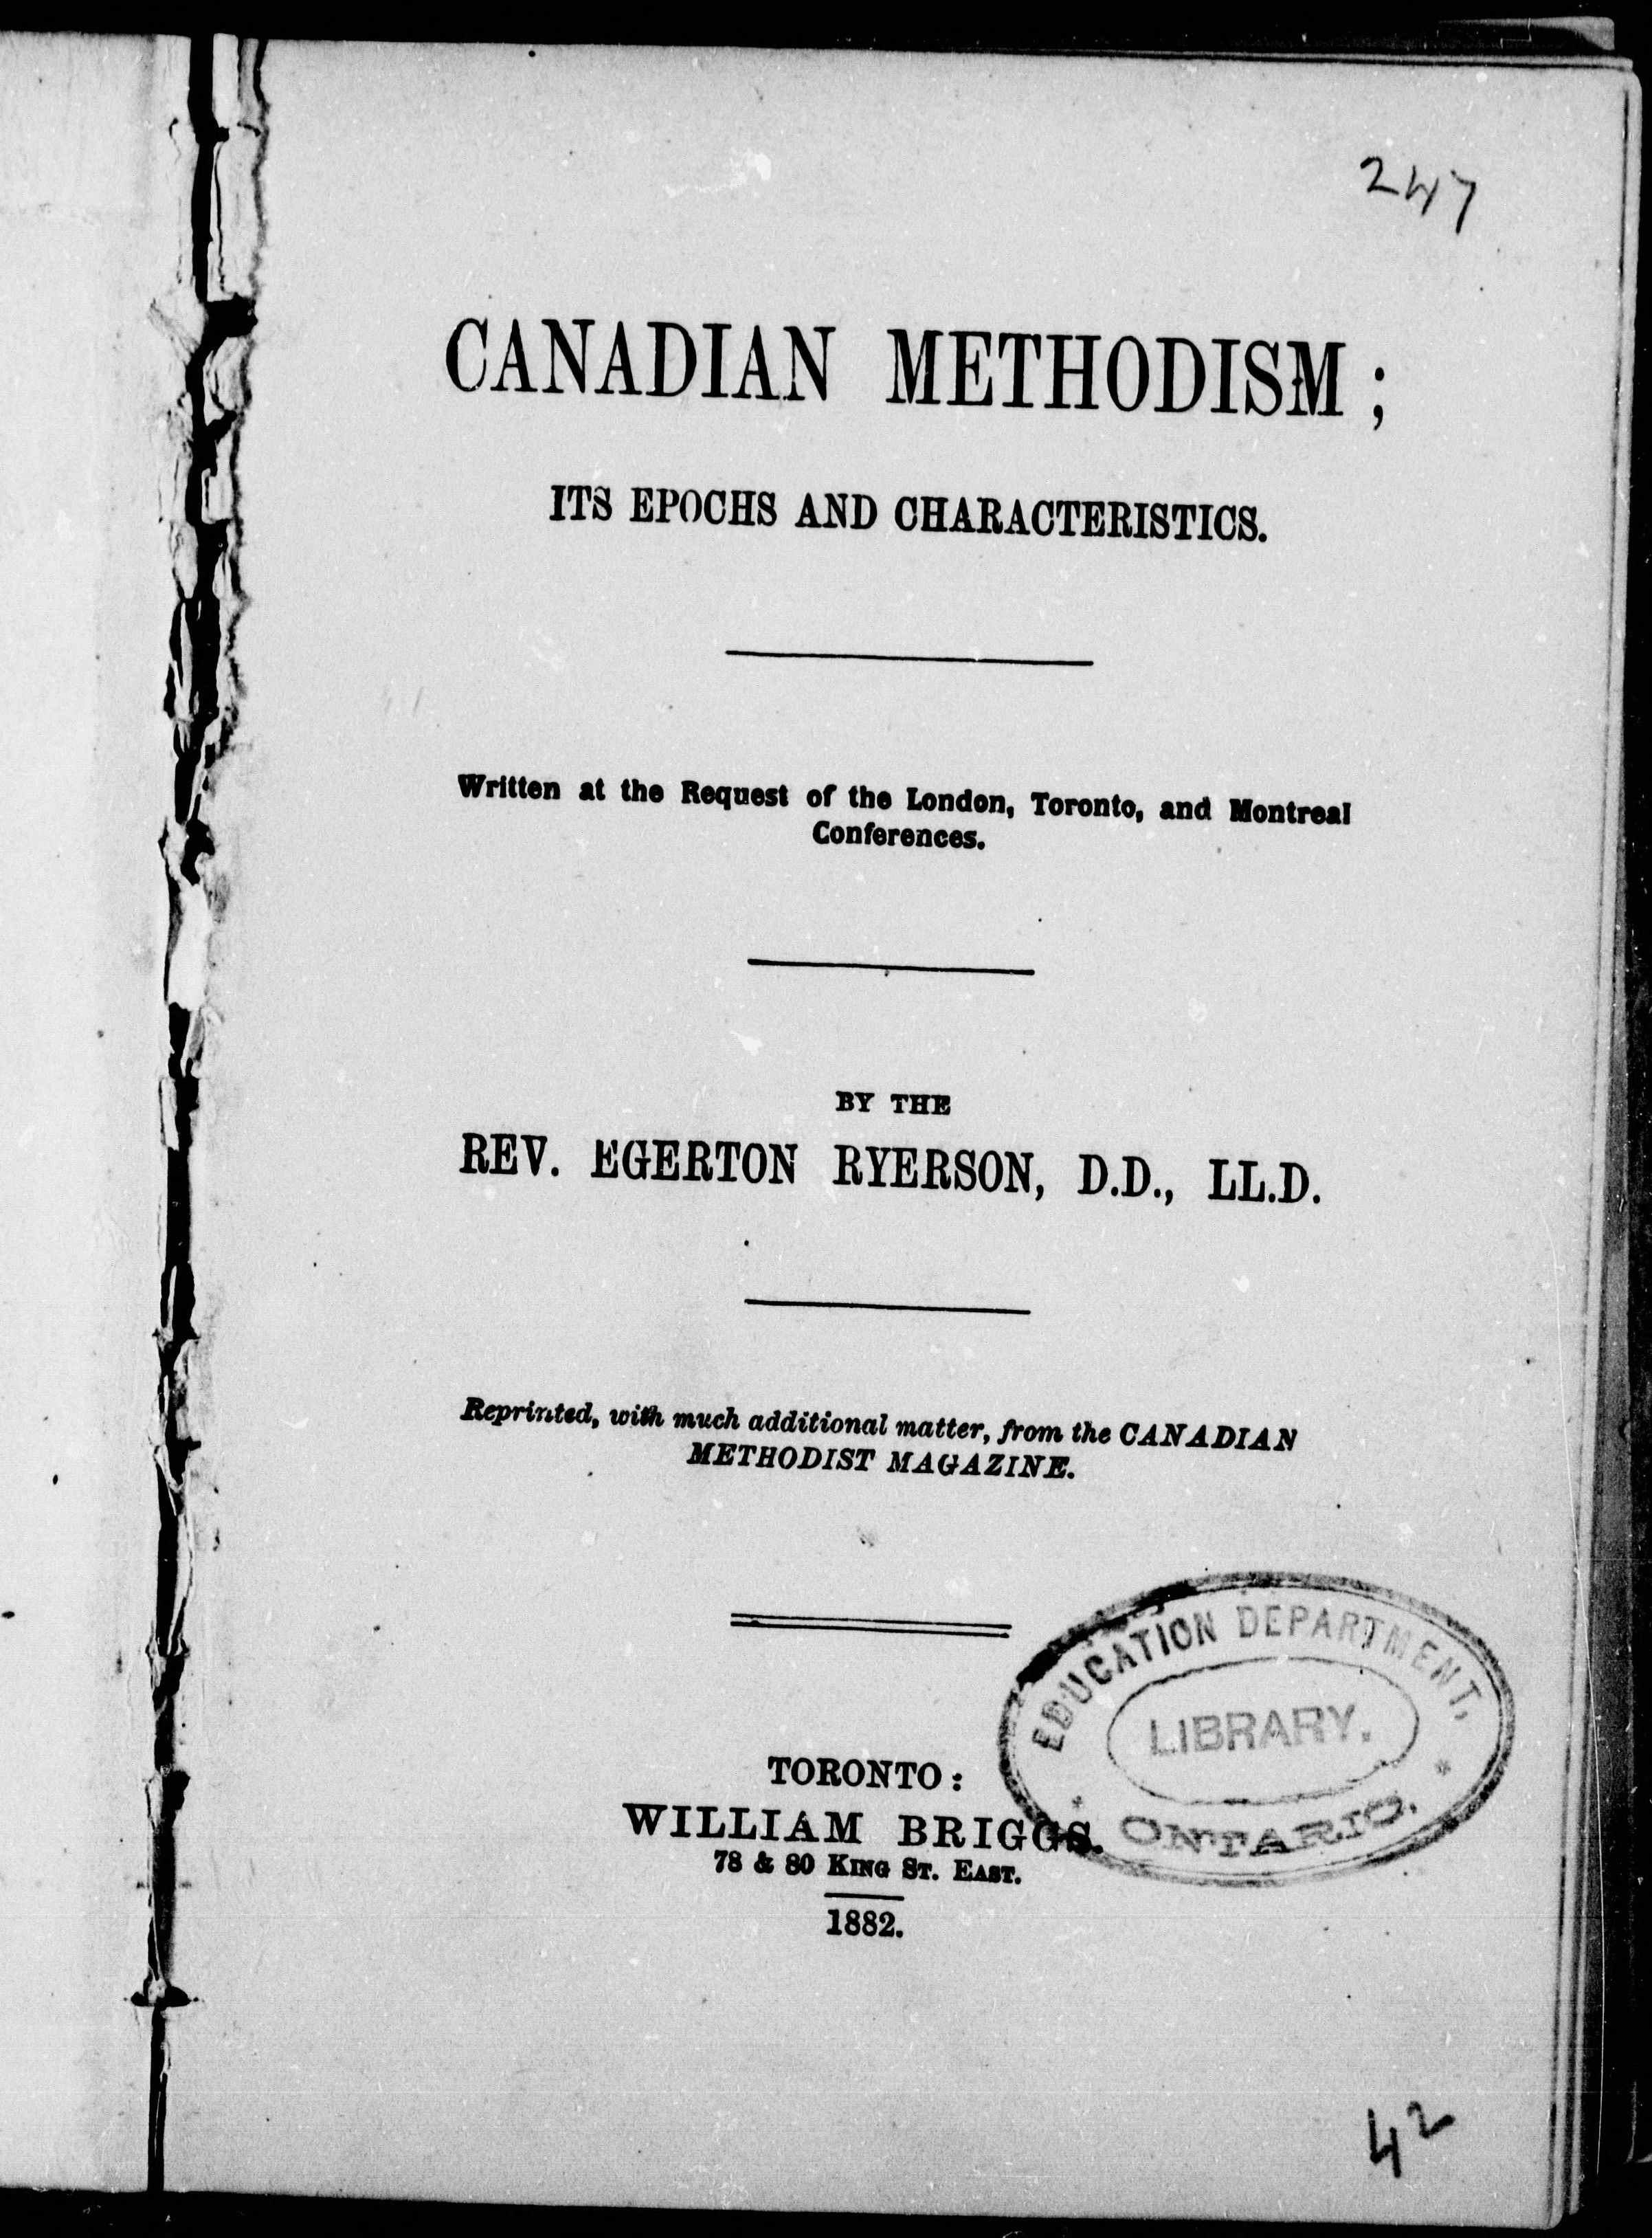 247
CANADIAN METHODISM;
ITS EPOCHS AND CHARACTERISTICS.
Written at the Request of the London, Toronto, and Montreal
Conferences.
BY THE
REV. EGERTON RYERSON, D.D., LL.D.
Reprinted, with much additional matter, from the CANADIAN
METHODIST MAGAZINE.
EDUCATION DEPARTMENT,
LIBRARY.
* ONTARIO. *
TORONTO:
WILLIAM BRIGGS.
78 & 80 KING ST. EAST.
1882.
42